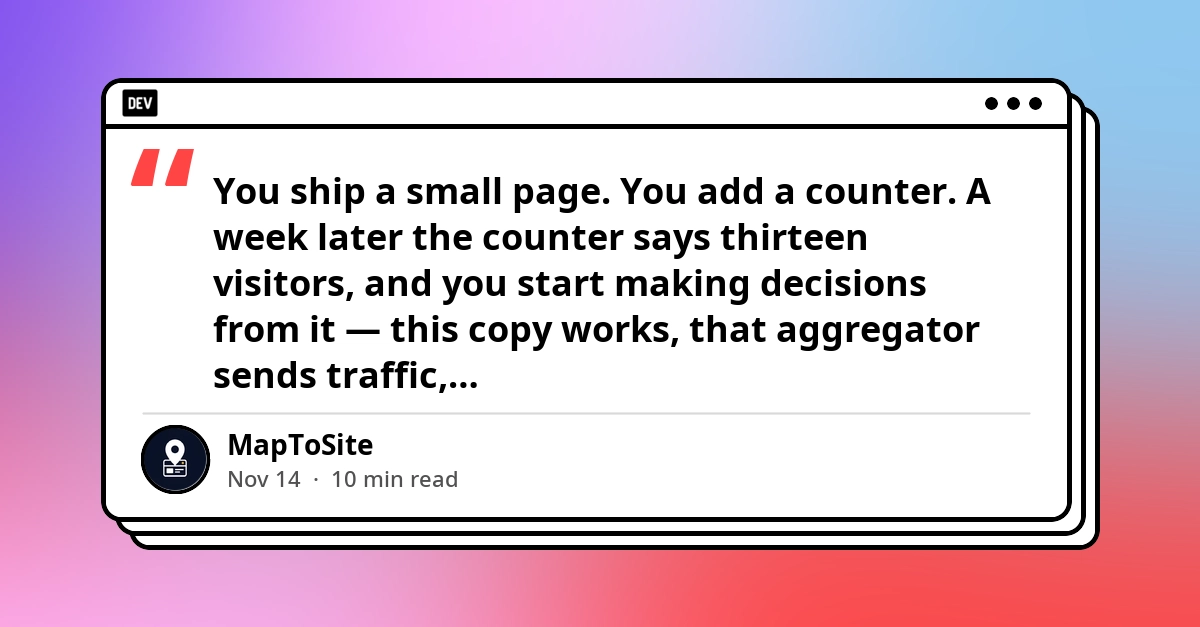 DEV
“
You ship a small page. You add a counter. A
week later the counter says thirteen
visitors, and you start making decisions
from it — this copy works, that aggregator
sends traffic,...
MapToSite
Nov 14 · 10 min read